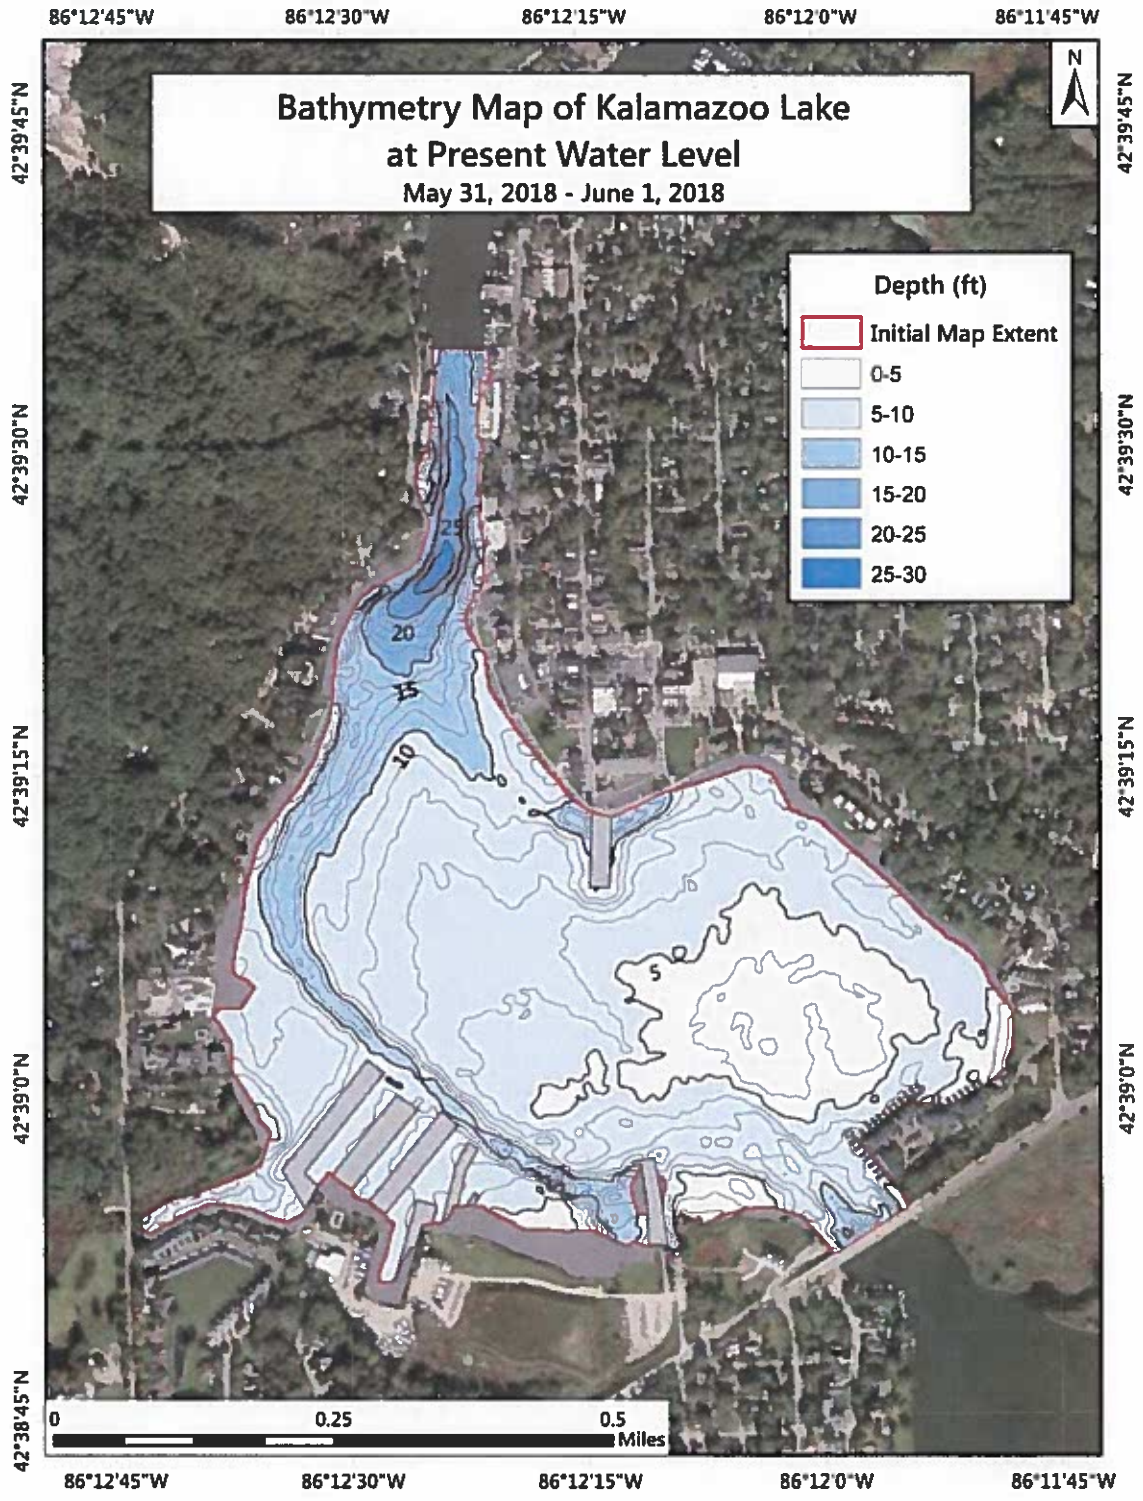 86°12'45"W 86°12'30"W 86°12'15"W 86°12'0"W 86°11'45"W
N
Bathymetry Map of Kalamazoo Lake
at Present Water Level
May 31, 2018 - June 1, 2018
42°39'45"N 42°39'45"N
Depth (ft)
Initial Map Extent
0-5
5-10
10-15
15-20
20-25
25-30
42°39'30"N 42°39'30"N
25
20
15
10
42°39'15"N 42°39'15"N
5
42°39'0"N 42°39'0"N
42°38'45"N
0 0.25 0.5
Miles
86°12'45"W 86°12'30"W 86°12'15"W 86°12'0"W 86°11'45"W